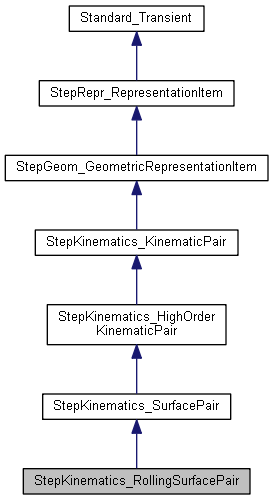 Standard_Transient
StepRepr_RepresentationItem
StepGeom_GeometricRepresentationItem
StepKinematics_KinematicPair
StepKinematics_HighOrder
KinematicPair
StepKinematics_SurfacePair
StepKinematics_RollingSurfacePair